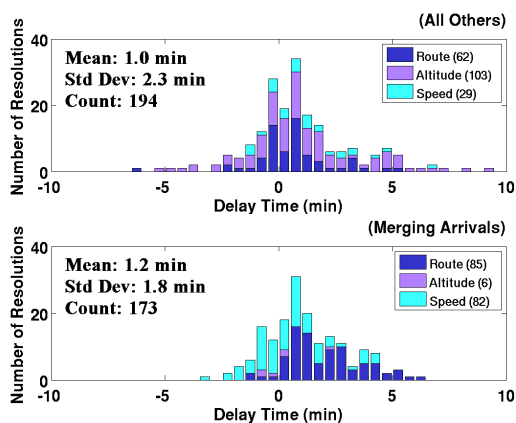 (All Others)
Number of Resolutions
40
20
0
Mean: 1.0 min
Std Dev: 2.3 min
Count: 194
Route (62)
Altitude (103)
Speed (29)
-10 -5 0 5 10
Delay Time (min)
(Merging Arrivals)
Number of Resolutions
40
20
0
Mean: 1.2 min
Std Dev: 1.8 min
Count: 173
Route (85)
Altitude (6)
Speed (82)
-10 -5 0 5 10
Delay Time (min)